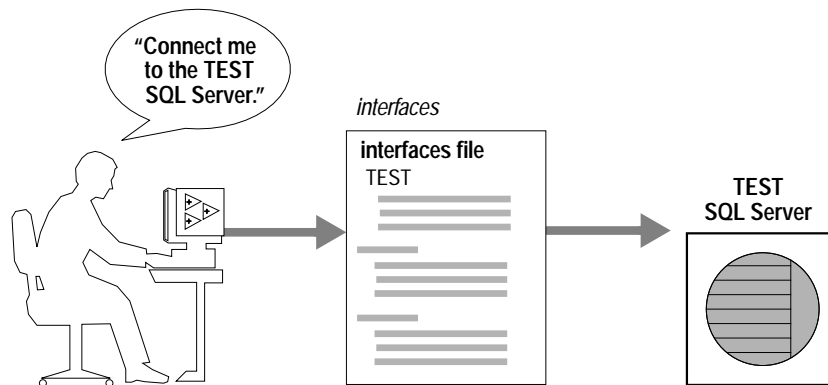 “Connect me
to the TEST
SQL Server.”
interfaces
interfaces file
TEST
TEST
SQL Server